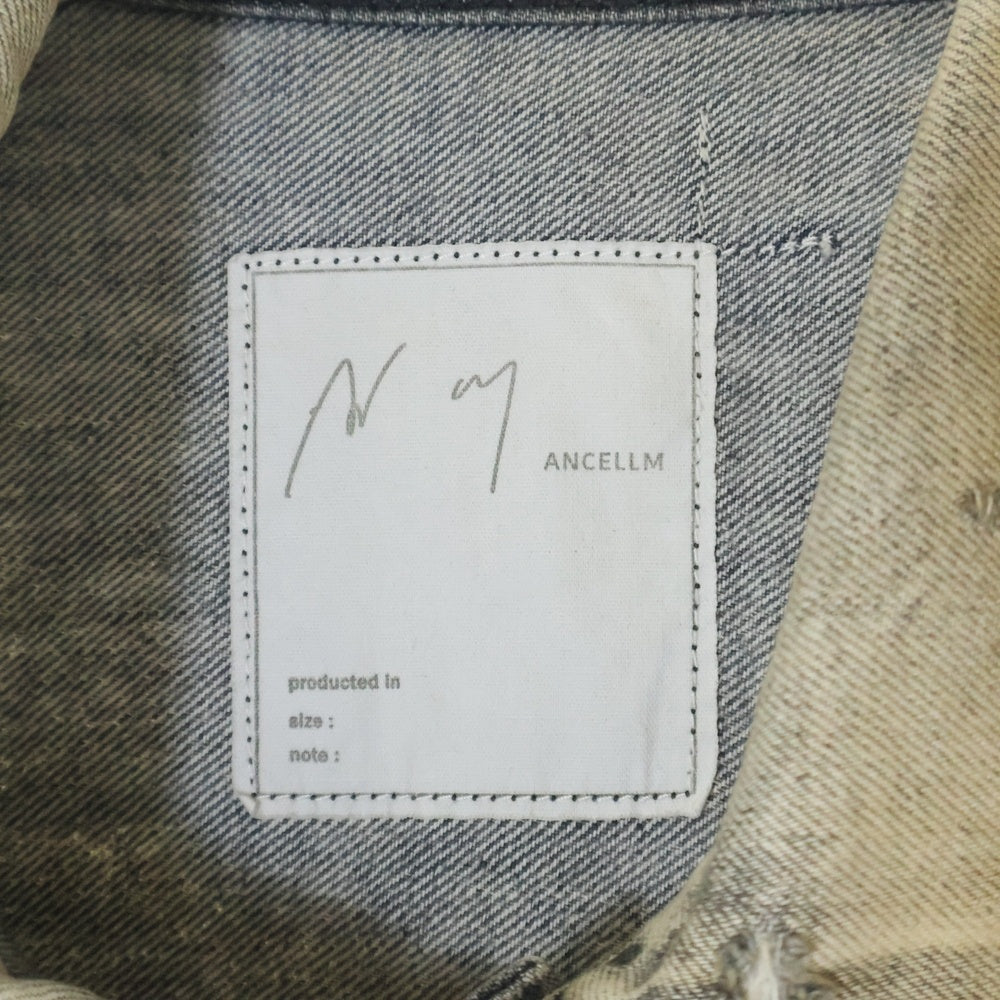 ANCELLM
producted in
size :
note :